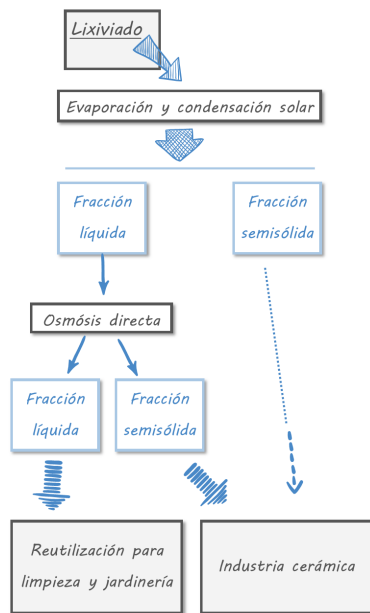 Lixiviado
Evaporación y condensación solar
Fracción
líquida
Fracción
semisólida
Osmósis directa
Fracción
líquida
Fracción
semisólida
Reutilización para
limpieza y jardinería
Industria cerámica